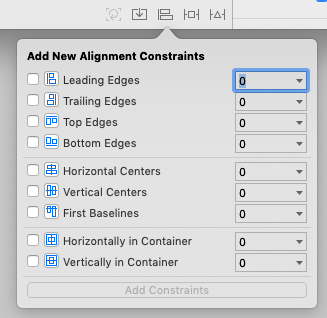 Add New Alignment Constraints
Leading Edges 0
Trailing Edges 0
Top Edges 0
Bottom Edges 0
Horizontal Centers 0
Vertical Centers 0
First Baselines 0
Horizontally in Container 0
Vertically in Container 0
Add Constraints